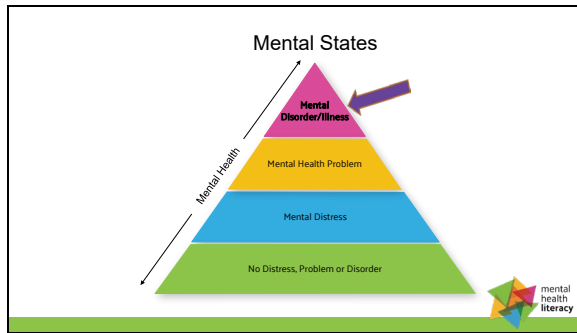 Mental States
Mental
Disorder/Illness
Mental Health
Mental Health Problem
Mental Distress
No Distress, Problem or Disorder
mental
health
literacy